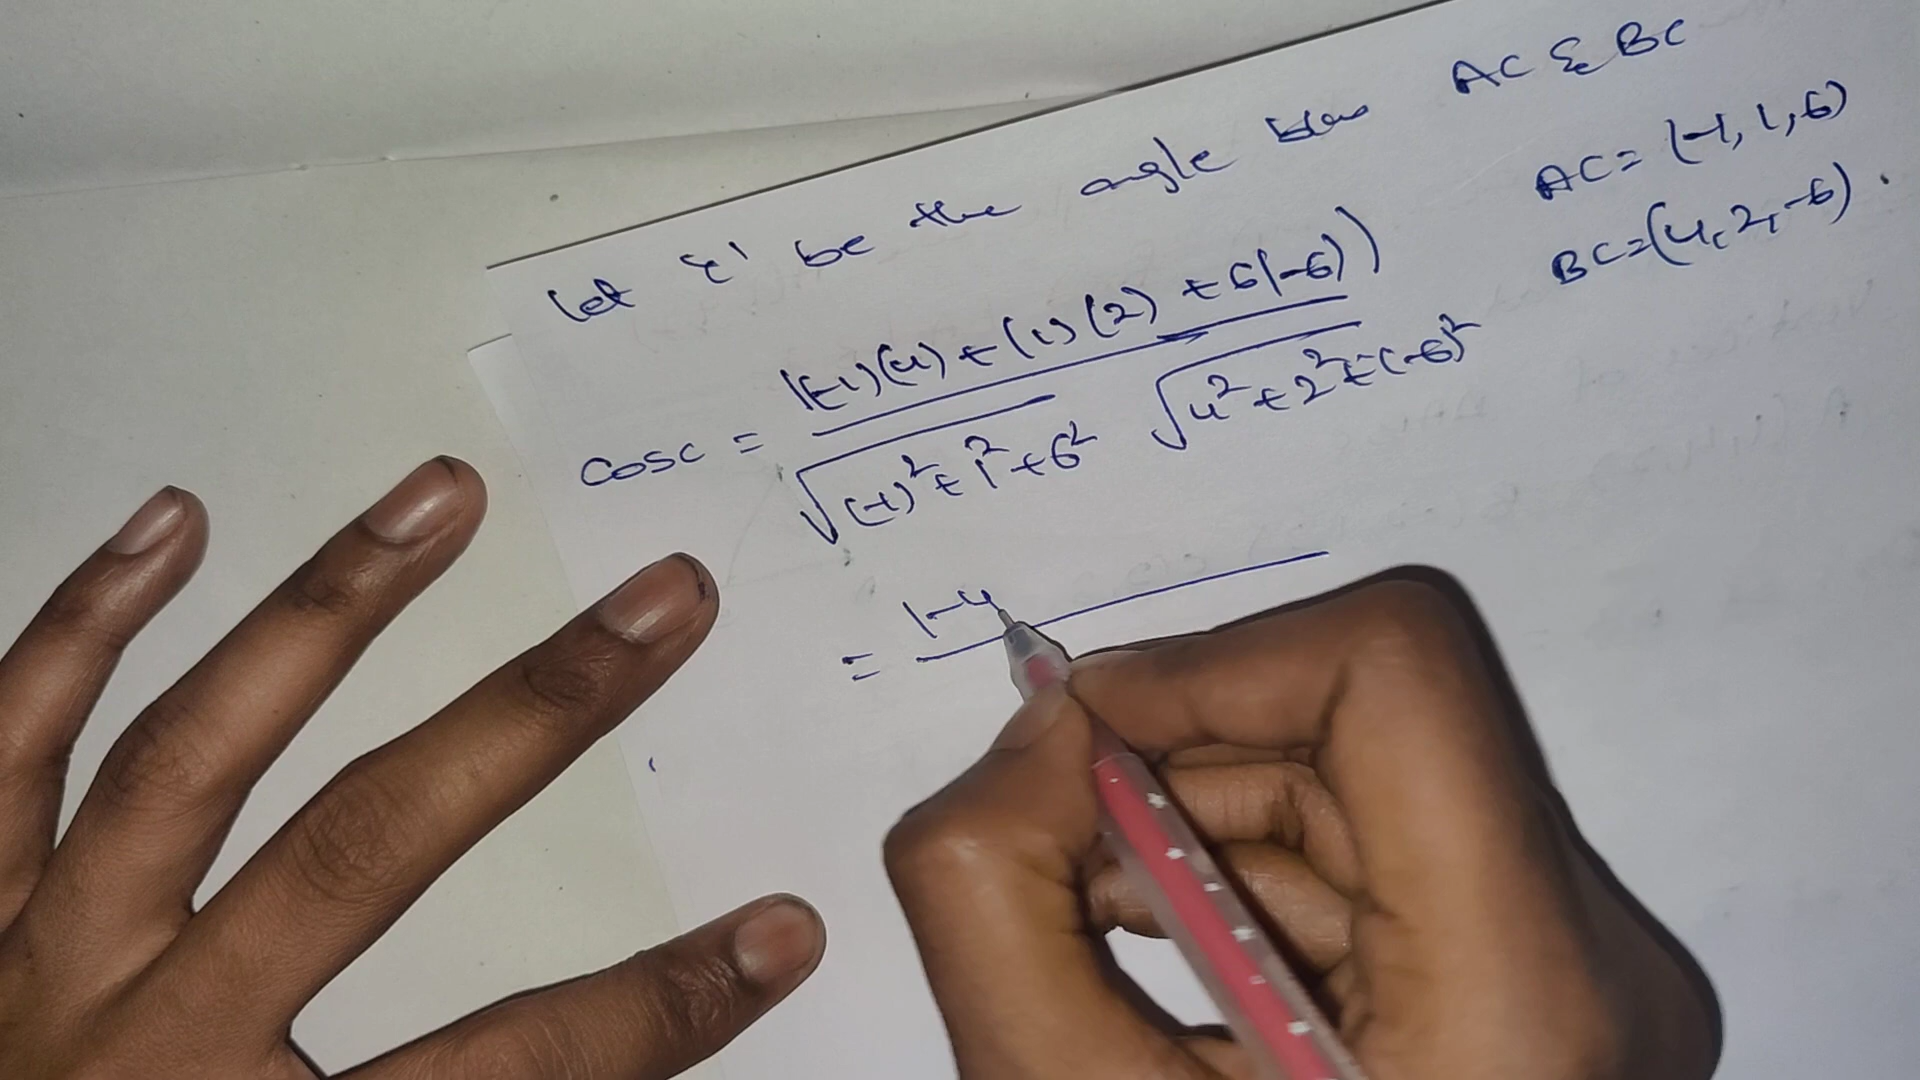 let 'c' be the angle b/w AC & BC
AC = (-1, 1, 6)
BC = (4, 2, -6).
cosc = |(-1)(4) + (1)(2) + 6(-6)| / √(-1)² + 1² + 6² √4² + 2² + (-6)²
= |-4